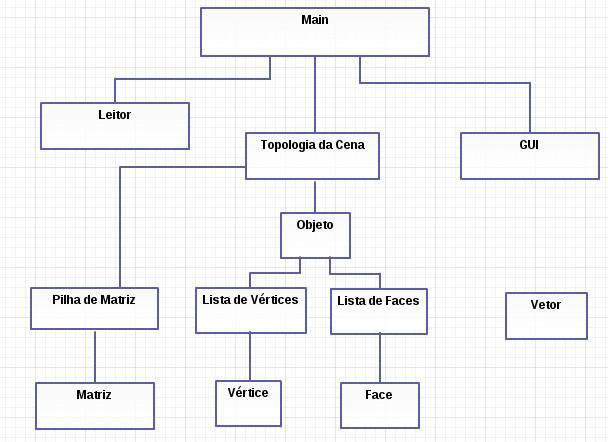 Main
Leitor
Topologia da Cena
GUI
Objeto
Pilha de Matriz
Lista de Vértices
Lista de Faces
Vetor
Matriz
Vértice
Face